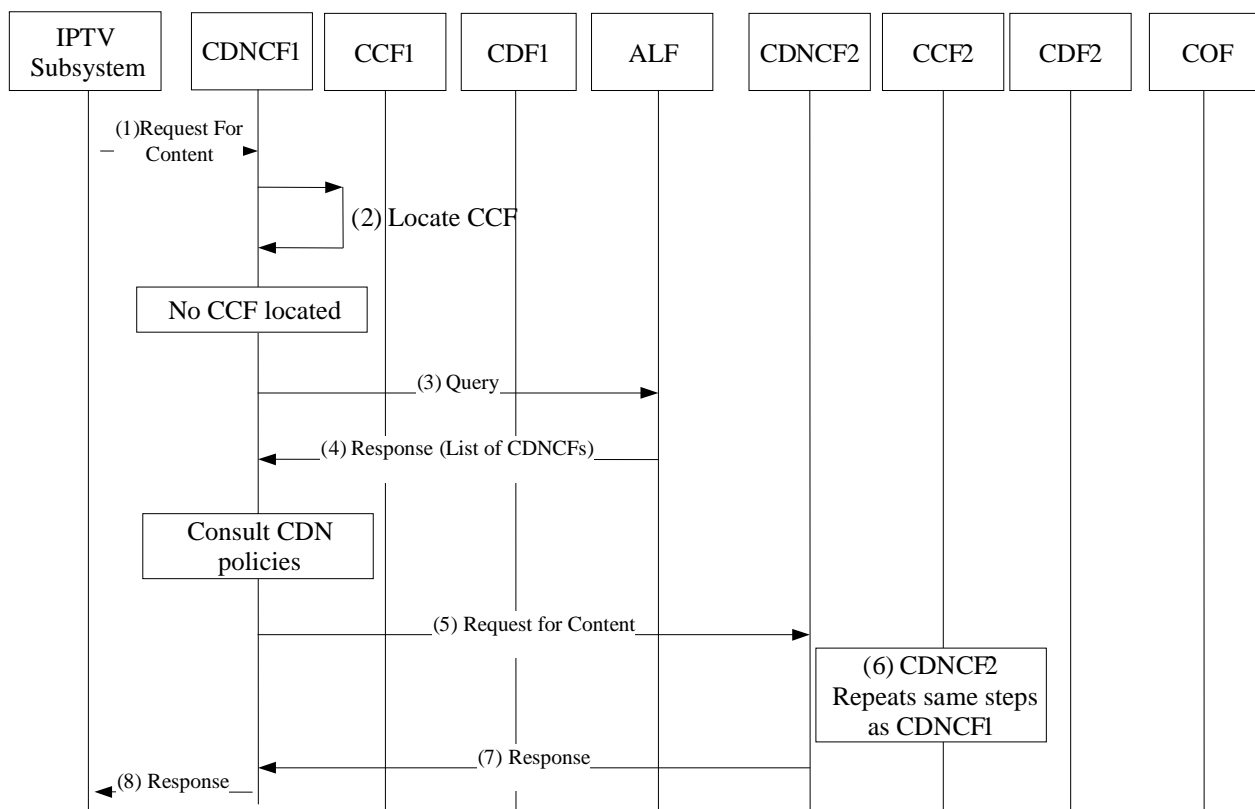 IPTV
Subsystem
CDNCF1
CCF1
CDF1
ALF
CDNCF2
CCF2
CDF2
COF
(1)Request For
Content
(2) Locate CCF
No CCF located
(3) Query
(4) Response (List of CDNCFs)
Consult CDN
policies
(5) Request for Content
(6) CDNCF2
Repeats same steps
as CDNCF1
(7) Response
(8) Response